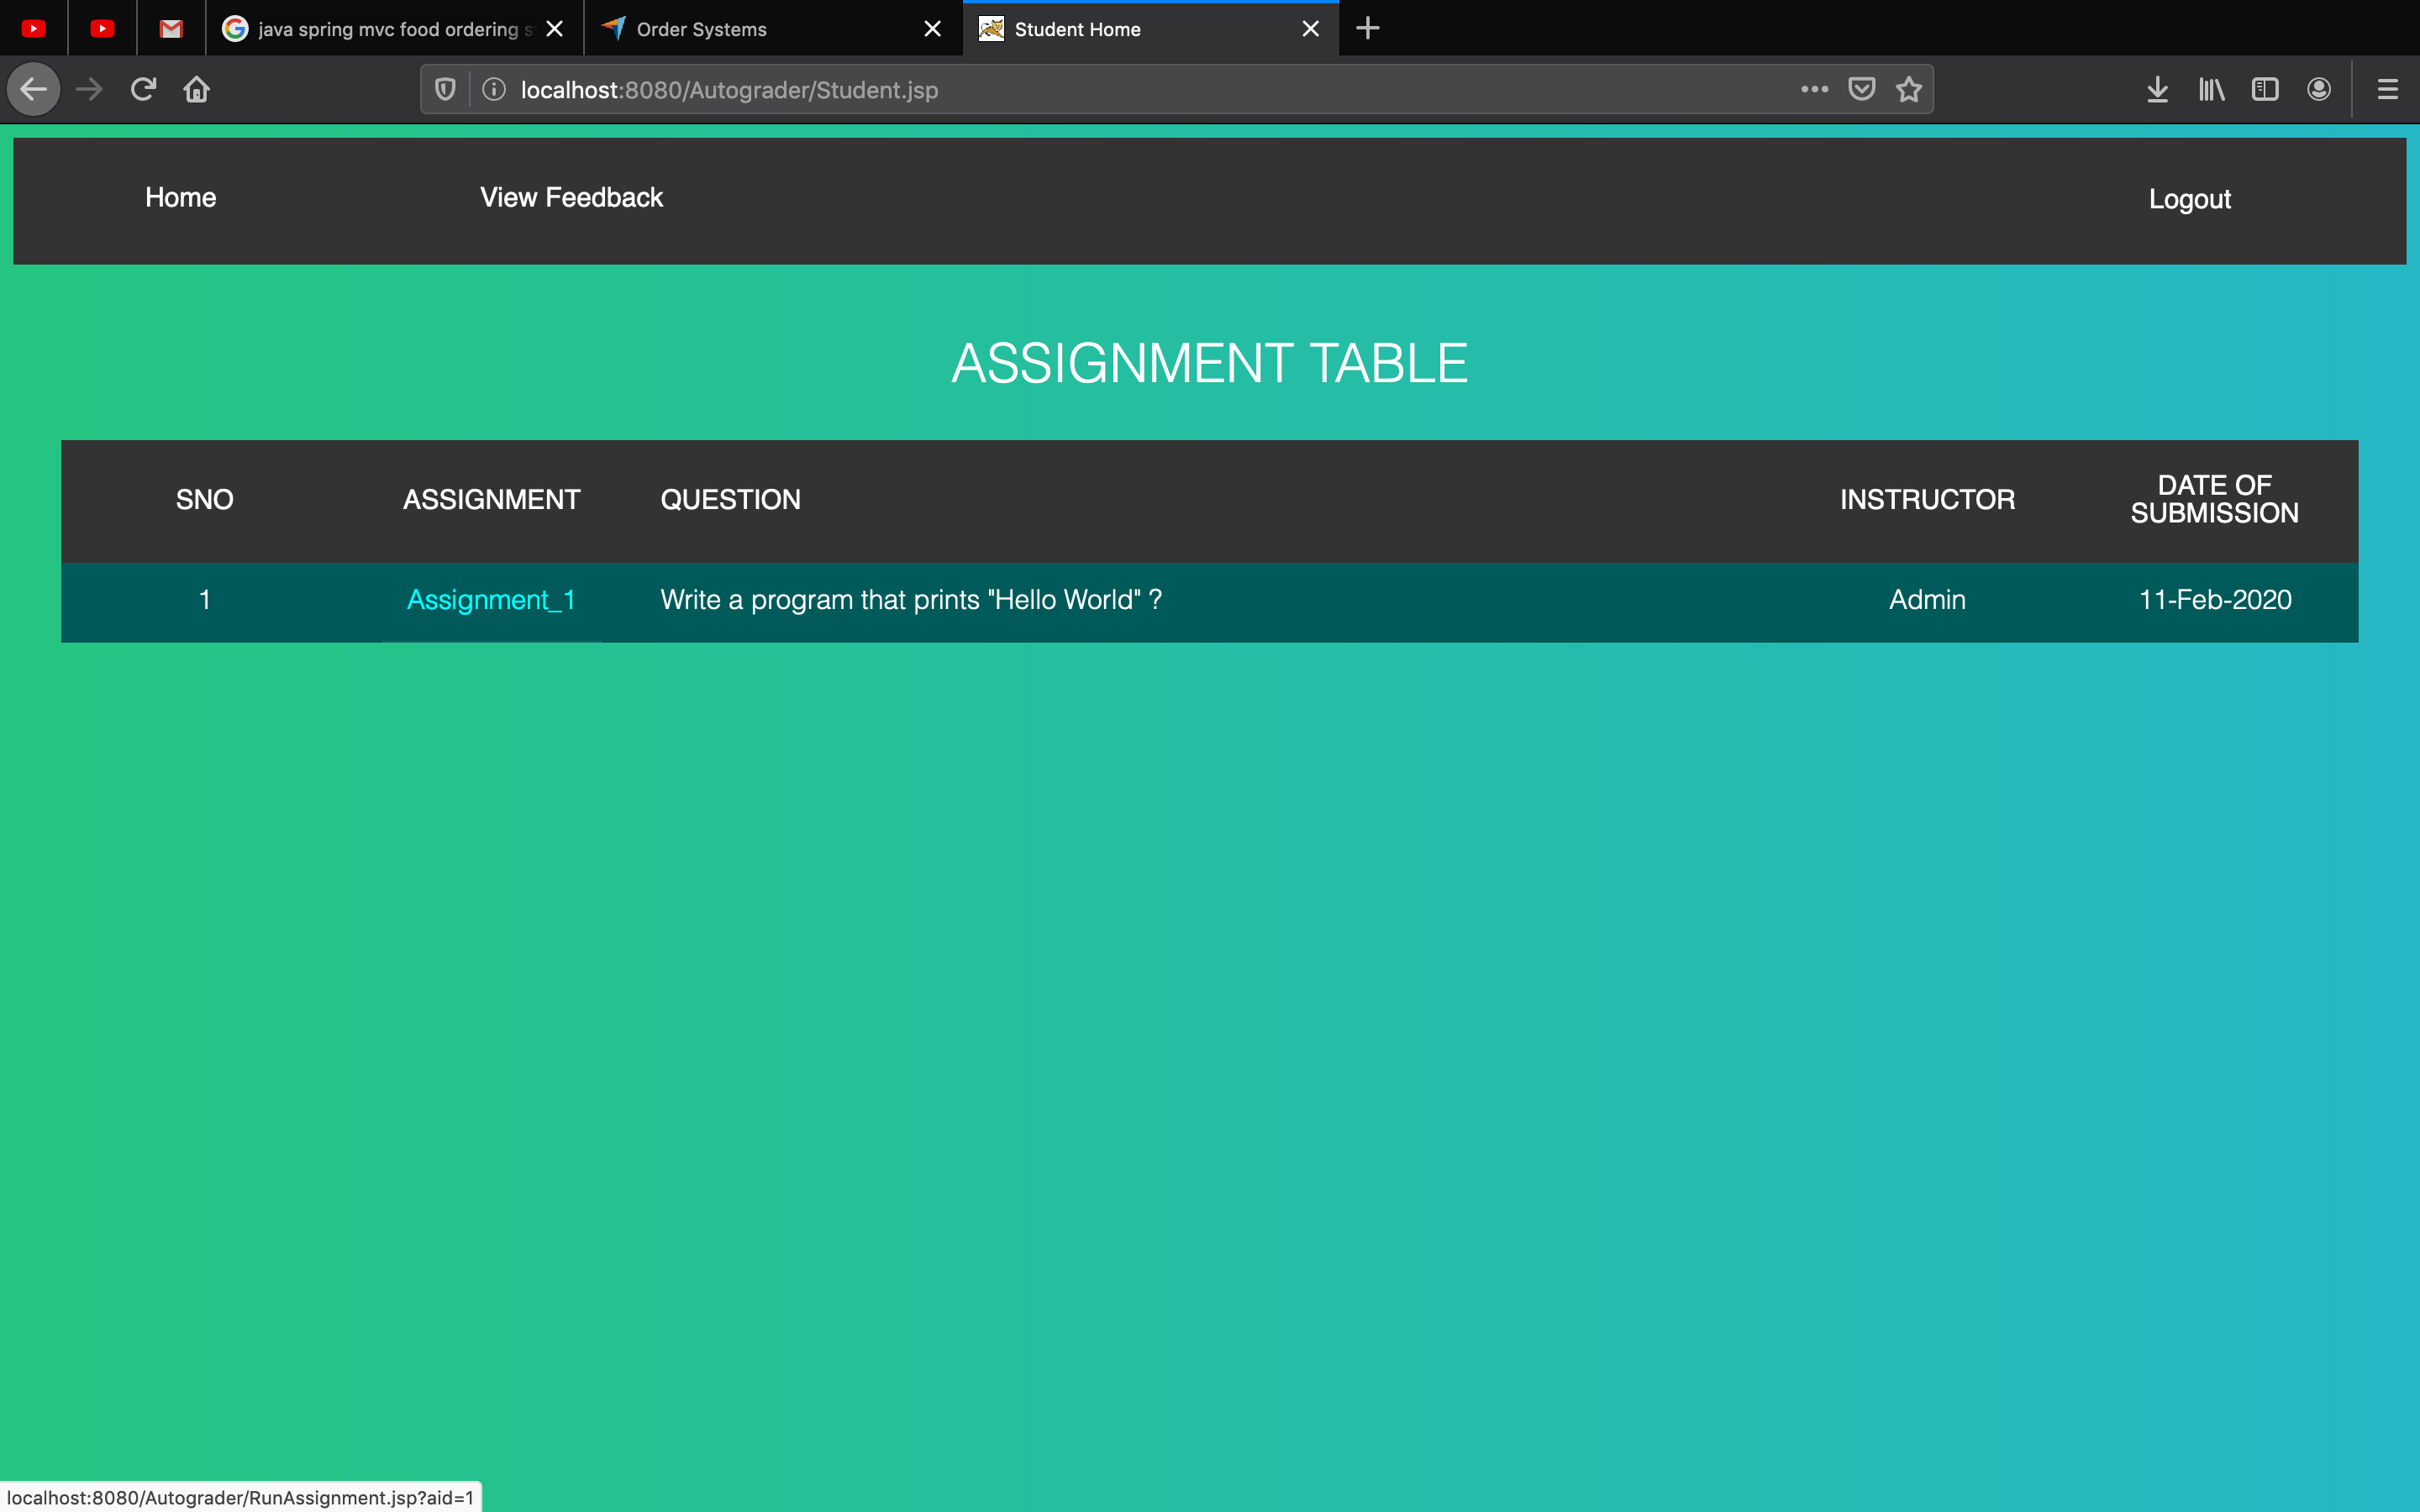 java spring mvc food ordering
Order Systems
Student Home
localhost:8080/Autograder/Student.jsp
Home
View Feedback
Logout
ASSIGNMENT TABLE
SNO
ASSIGNMENT
QUESTION
INSTRUCTOR
DATE OF
SUBMISSION
1
Assignment_1
Write a program that prints "Hello World" ?
Admin
11-Feb-2020
localhost:8080/Autograder/RunAssignment.jsp?aid=1